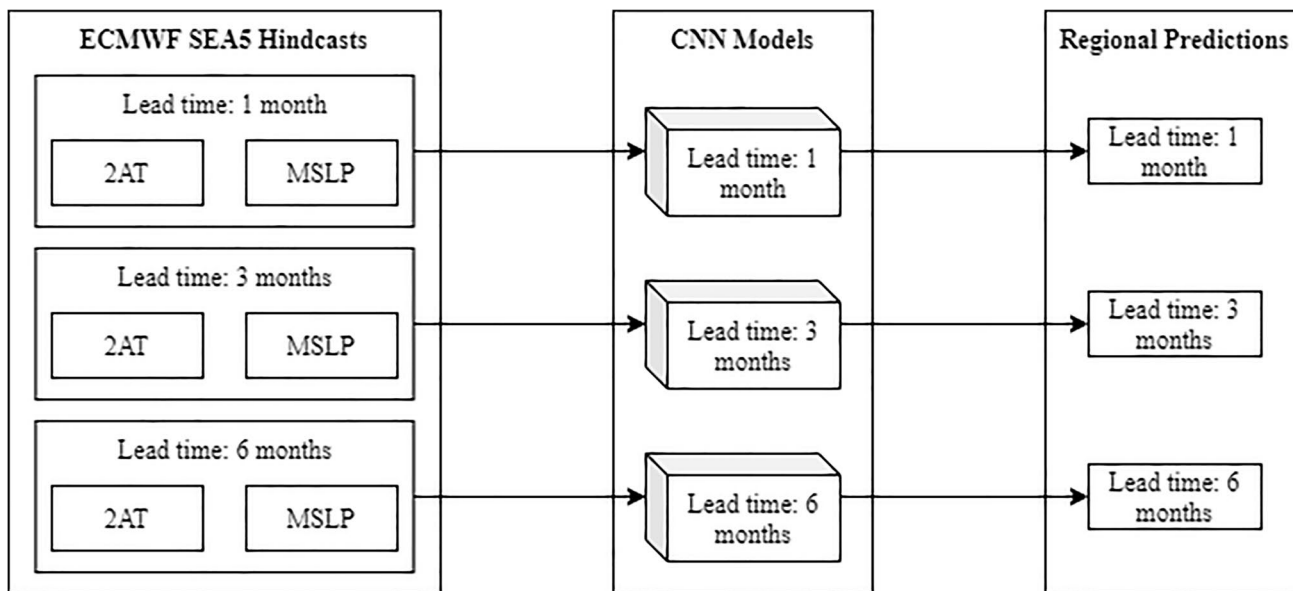 ECMWF SEA5 Hindcasts
Lead time: 1 month
2AT
MSLP
Lead time: 3 months
2AT
MSLP
Lead time: 6 months
2AT
MSLP
CNN Models
Lead time: 1
month
Lead time: 3
months
Lead time: 6
months
Regional Predictions
Lead time: 1
month
Lead time: 3
months
Lead time: 6
months